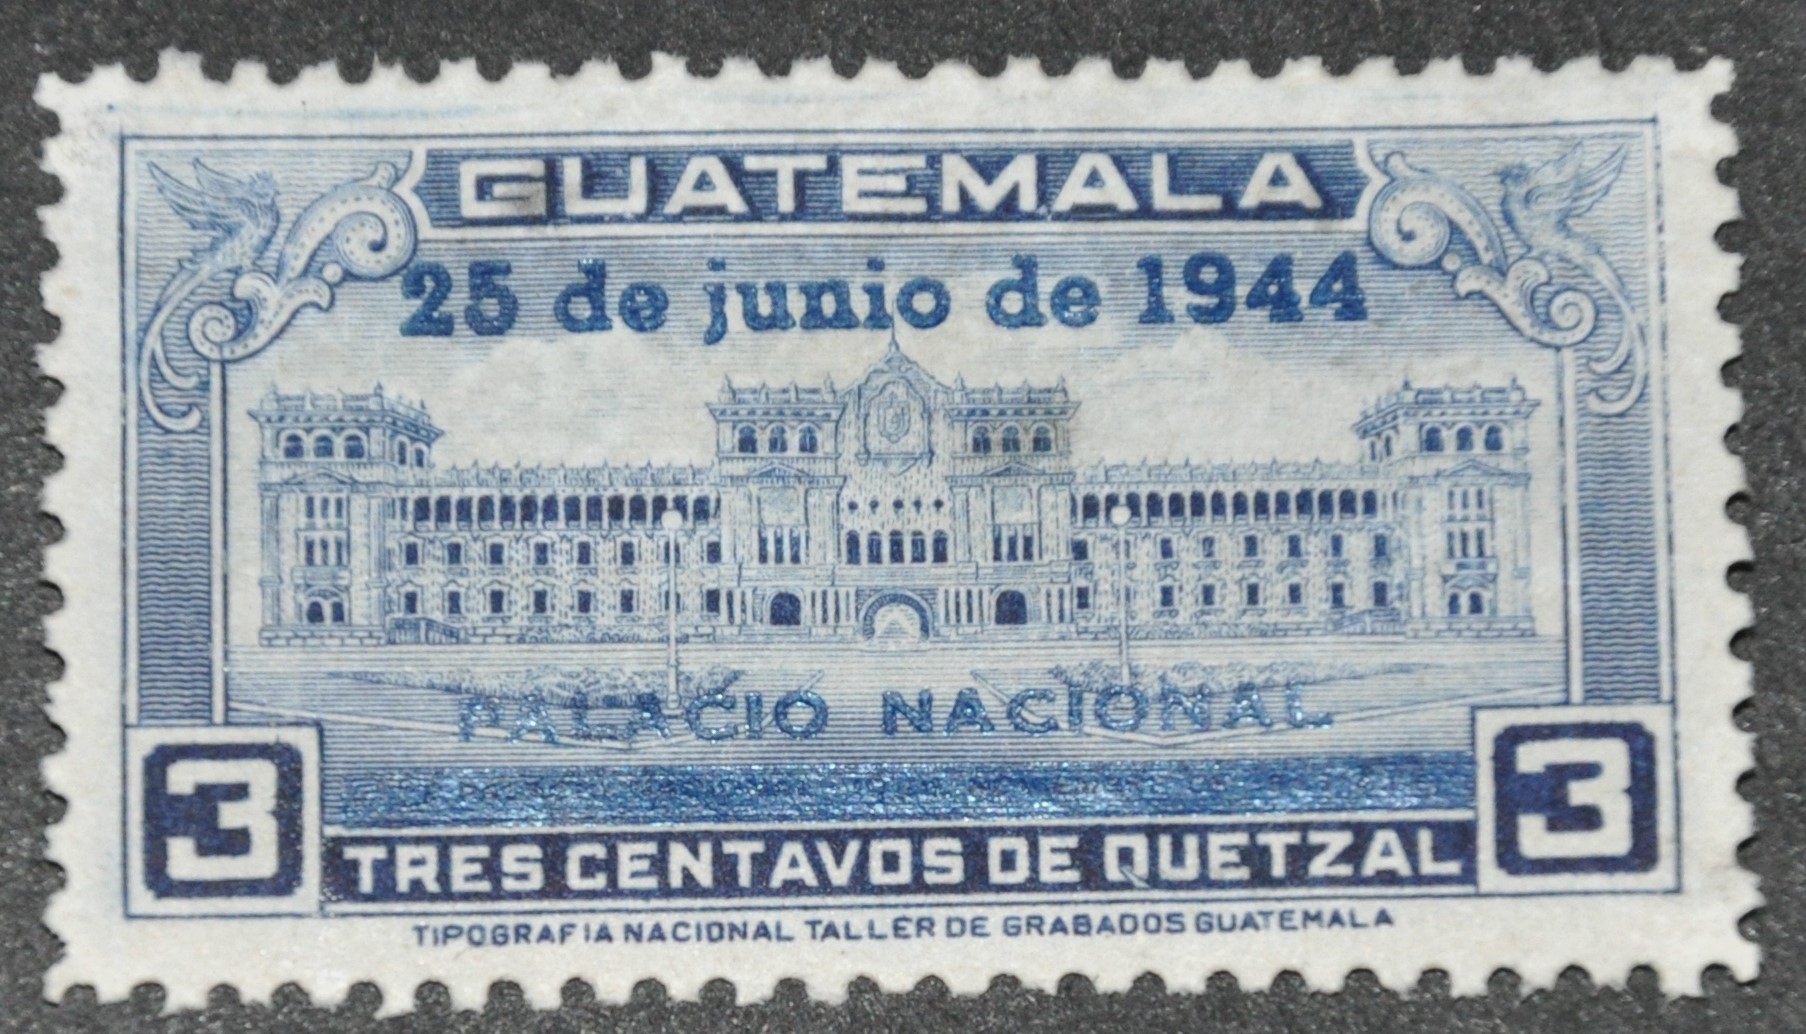 GUATEMALA
25 de junio de 1944
PALACIO NACIONAL
3 3
TRES CENTAVOS DE QUETZAL
TIPOGRAFIA NACIONAL TALLER DE GRABADOS GUATEMALA